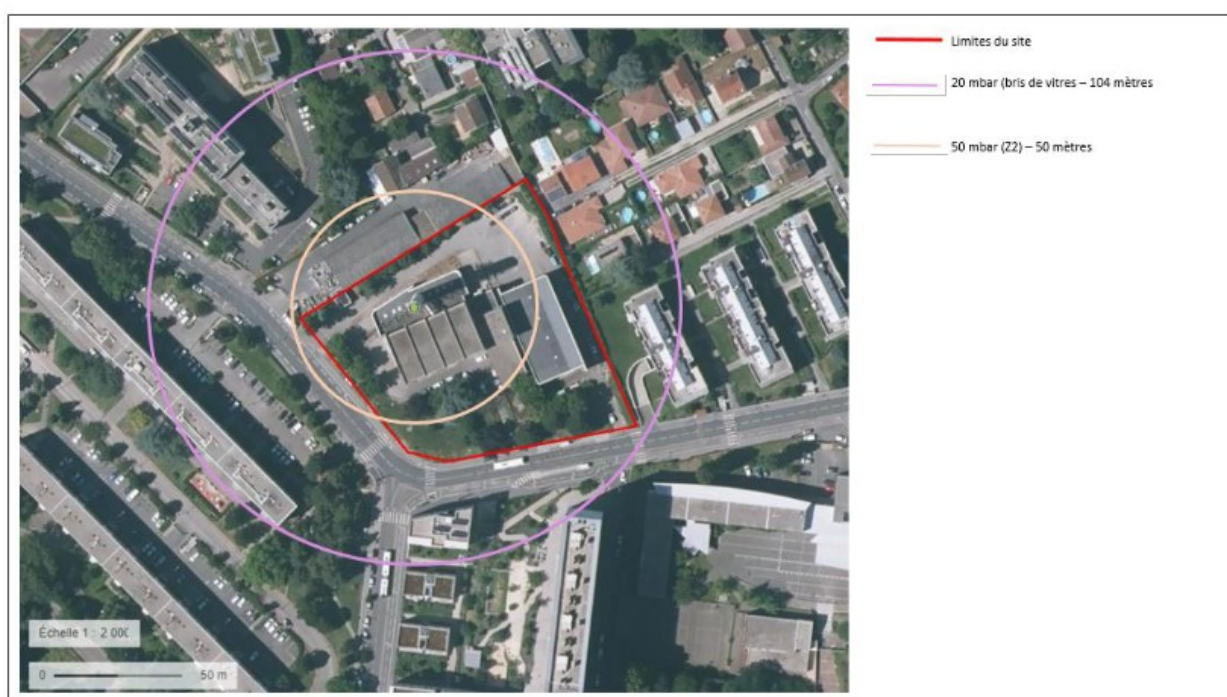 Limites du site
20 mbar (bris de vitres – 104 mètres
50 mbar (Z2) – 50 mètres
Échelle 1 : 2 000
0 50 m